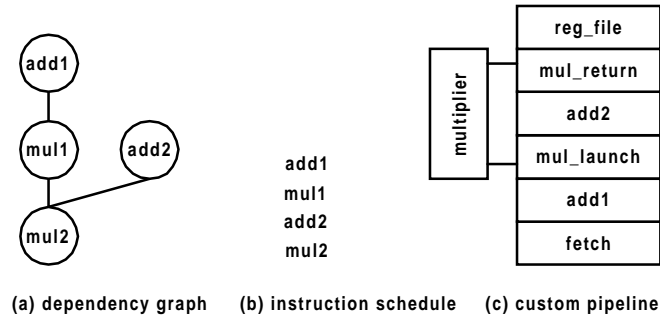 add1
mul1
add2
mul2
(a) dependency graph
add1
mul1
add2
mul2
(b) instruction schedule
multiplier
reg_file
mul_return
add2
mul_launch
add1
fetch
(c) custom pipeline